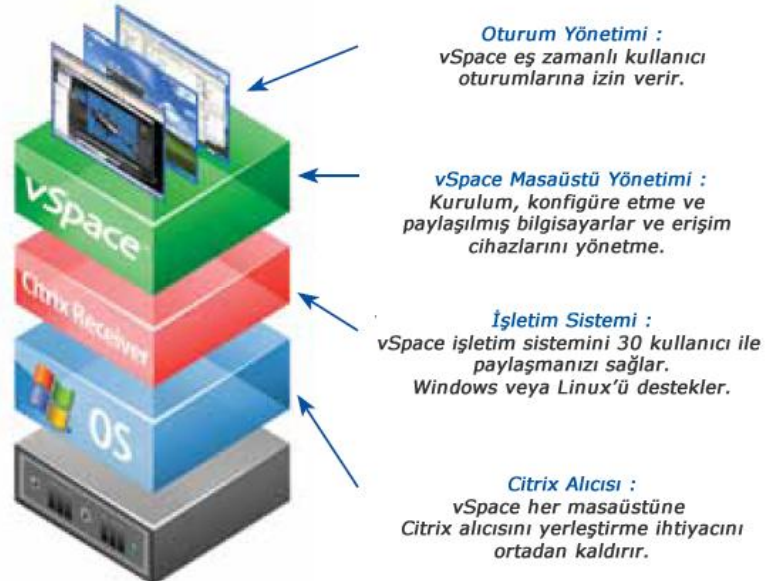 Oturum Yönetimi :
vSpace eş zamanlı kullanıcı
oturumlarına izin verir.
vSpace Masaüstü Yönetimi :
Kurulum, konfigüre etme ve
paylaşılmış bilgisayarlar ve erişim
cihazlarını yönetme.
İşletim Sistemi :
vSpace işletim sistemini 30 kullanıcı ile
paylaşmanızı sağlar.
Windows veya Linux'ü destekler.
Citrix Alıcısı :
vSpace her masaüstüne
Citrix alıcısını yerleştirme ihtiyacını
ortadan kaldırır.
vSpace
Citrix Receiver
OS